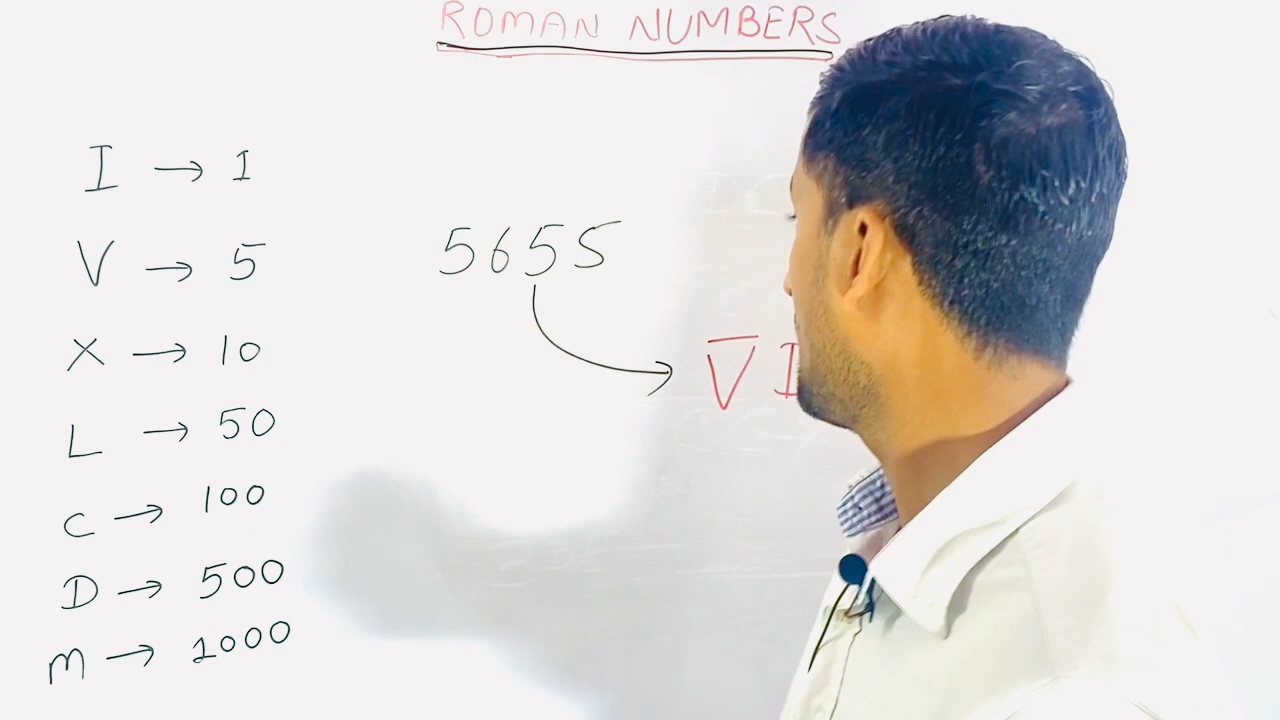 ROMAN NUMBERS
I → 1
V → 5
X → 10
L → 50
C → 100
D → 500
M → 1000
5655
V̅